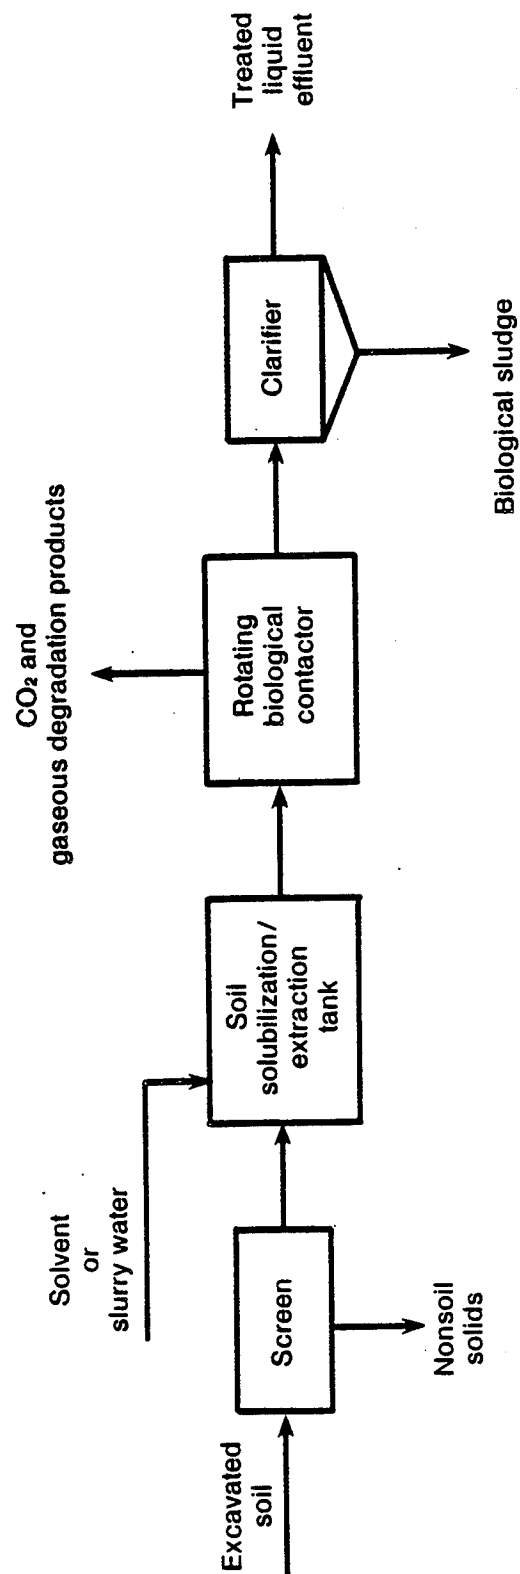 Excavated
soil
Screen
Nonsoil
solids
Solvent
or
slurry water
Soil
solubilization/
extraction
tank
CO₂ and
gaseous degradation products
Rotating
biological
contactor
Clarifier
Biological sludge
Treated
liquid
effluent